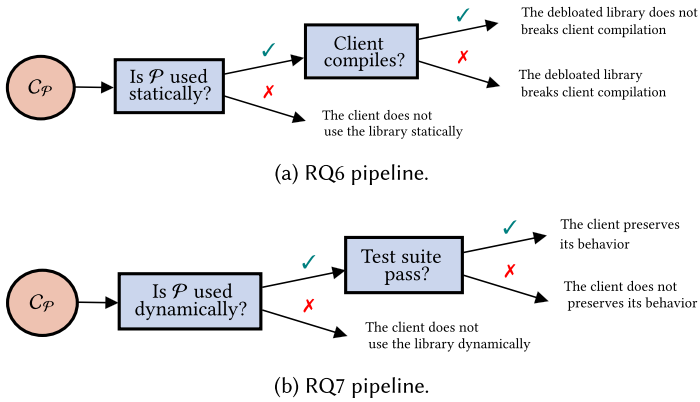 The debloated library does not
breaks client compilation
✓
Client
compiles?
✓
✗
C𝒫
Is 𝒫 used
statically?
The debloated library
breaks client compilation
✗
The client does not
use the library statically
(a) RQ6 pipeline.
The client preserves
its behavior
✓
Test suite
pass?
✓
✗
C𝒫
Is 𝒫 used
dynamically?
The client does not
preserves its behavior
✗
The client does not
use the library dynamically
(b) RQ7 pipeline.